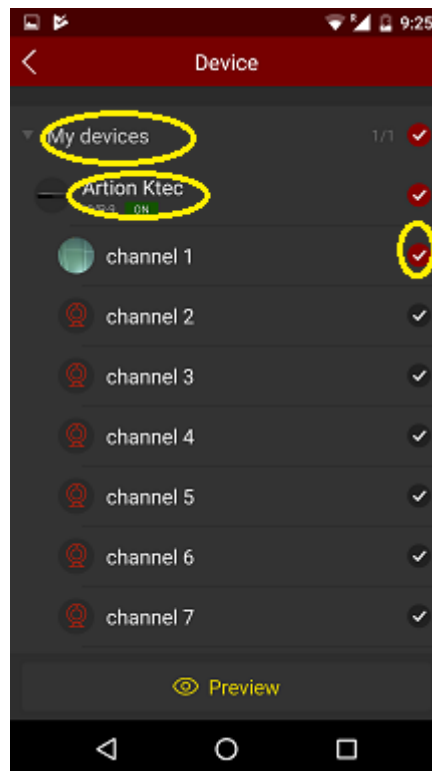 9:25
Device
My devices 1/1
Artion Ktec
ON
channel 1
channel 2
channel 3
channel 4
channel 5
channel 6
channel 7
Preview